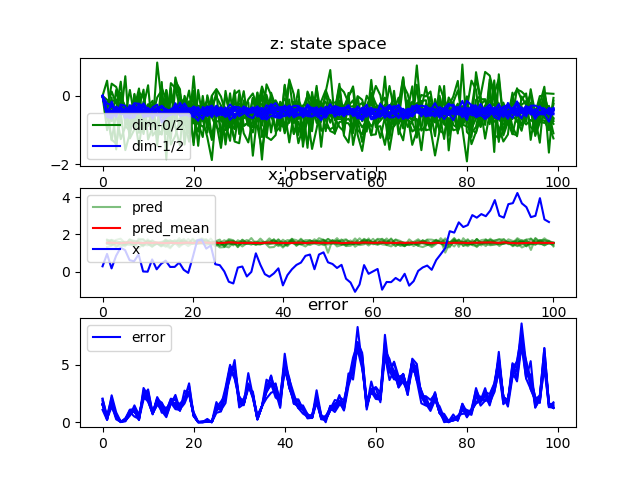 z: state space
0
−2
dim-0/2
dim-1/2
0 20 40 60 80 100
x: observation
4
2
0
pred
pred_mean
x
0 20 40 60 80 100
error
5
0
error
0 20 40 60 80 100